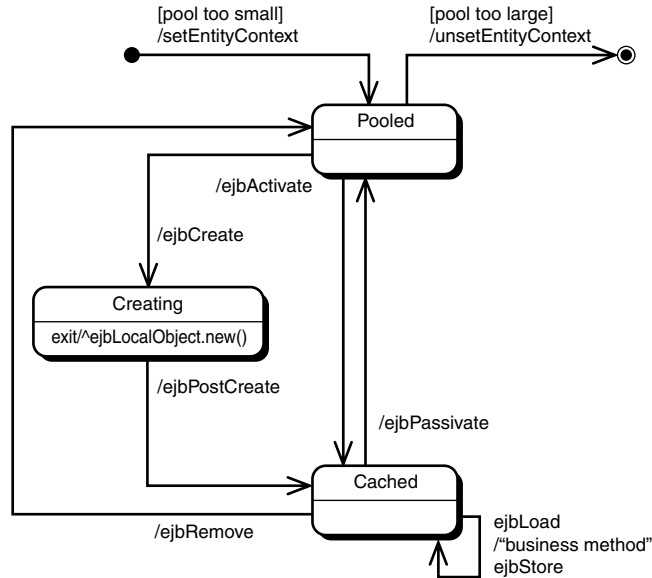 [pool too small]
/setEntityContext
[pool too large]
/unsetEntityContext
Pooled
/ejbActivate
/ejbCreate
Creating
exit/^ejbLocalObject.new()
/ejbPostCreate
/ejbPassivate
Cached
/ejbRemove
ejbLoad
/“business method”
ejbStore